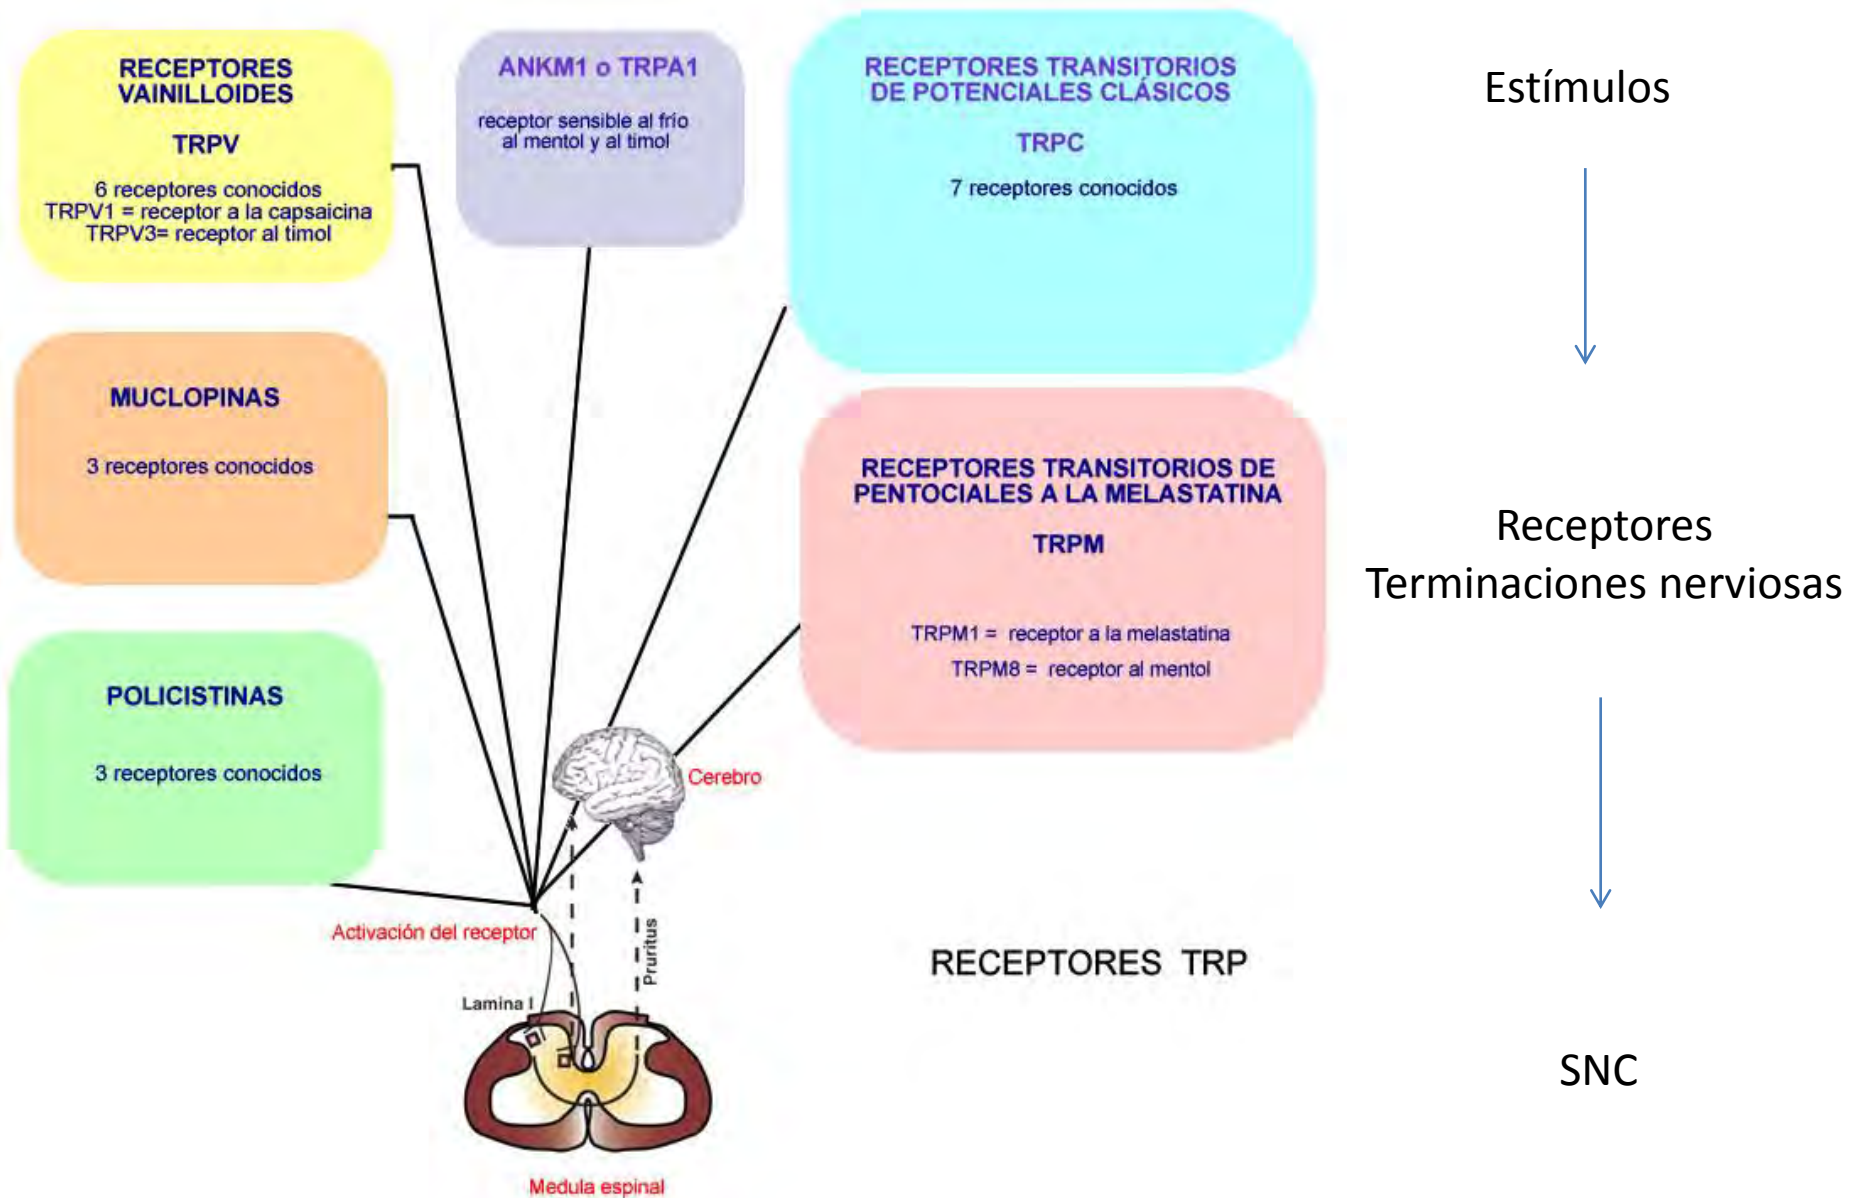 RECEPTORES
VAINILLOIDES
TRPV
6 receptores conocidos
TRPV1 = receptor a la capsaicina
TRPV3= receptor al timol
ANKM1 o TRPA1
receptor sensible al frío
al mentol y al timol
RECEPTORES TRANSITORIOS
DE POTENCIALES CLÁSICOS
TRPC
7 receptores conocidos
Estímulos
MUCLOPINAS
3 receptores conocidos
RECEPTORES TRANSITORIOS DE
PENTOCIALES A LA MELASTATINA
TRPM
TRPM1 = receptor a la melastatina
TRPM8 = receptor al mentol
Receptores
Terminaciones nerviosas
POLICISTINAS
3 receptores conocidos
Cerebro
Activación del receptor
Pruritus
Lamina I
RECEPTORES TRP
SNC
Medula espinal